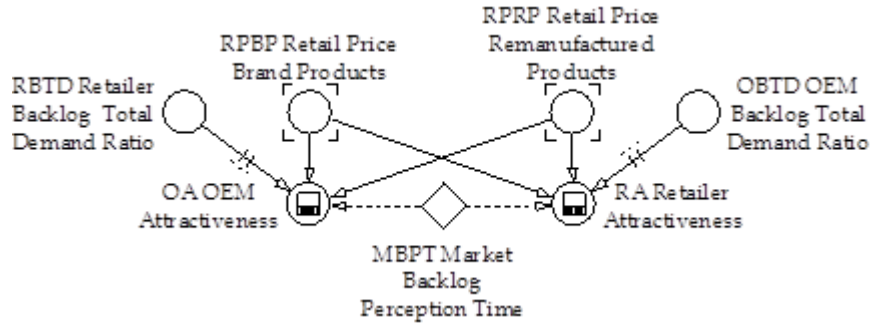 RPBP Retail Price
Brand Products
RPRP Retail Price
Remanufactured
Products
RBTD Retailer
Backlog Total
Demand Ratio
OBTD OEM
Backlog Total
Demand Ratio
OA OEM
Attractiveness
RA Retailer
Attractiveness
MBPT Market
Backlog
Perception Time